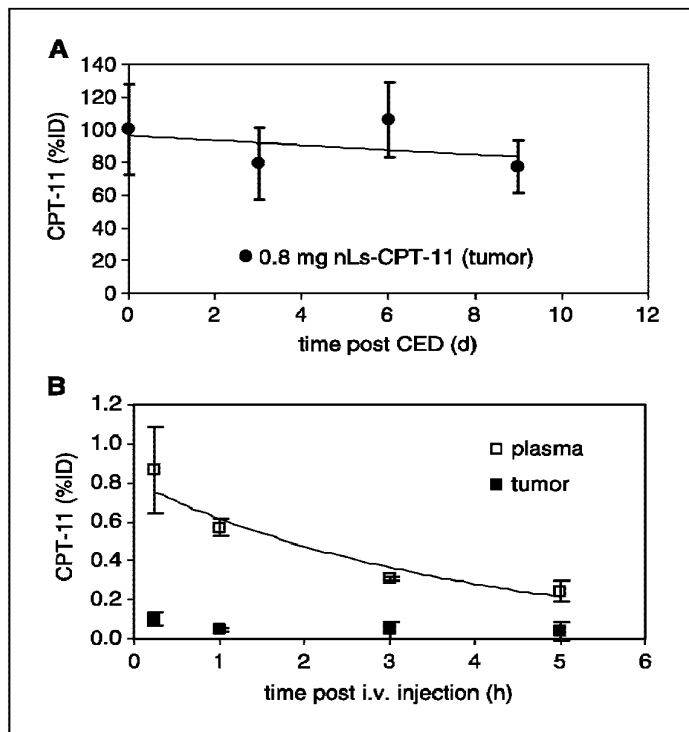 A
140
120
100
80
60
40
20
0
CPT-11 (%ID)
0.8 mg nLs-CPT-11 (tumor)
0 2 4 6 8 10 12
time post CED (d)
B
1.2
1.0
0.8
0.6
0.4
0.2
0.0
CPT-11 (%ID)
plasma
tumor
0 1 2 3 4 5 6
time post i.v. injection (h)